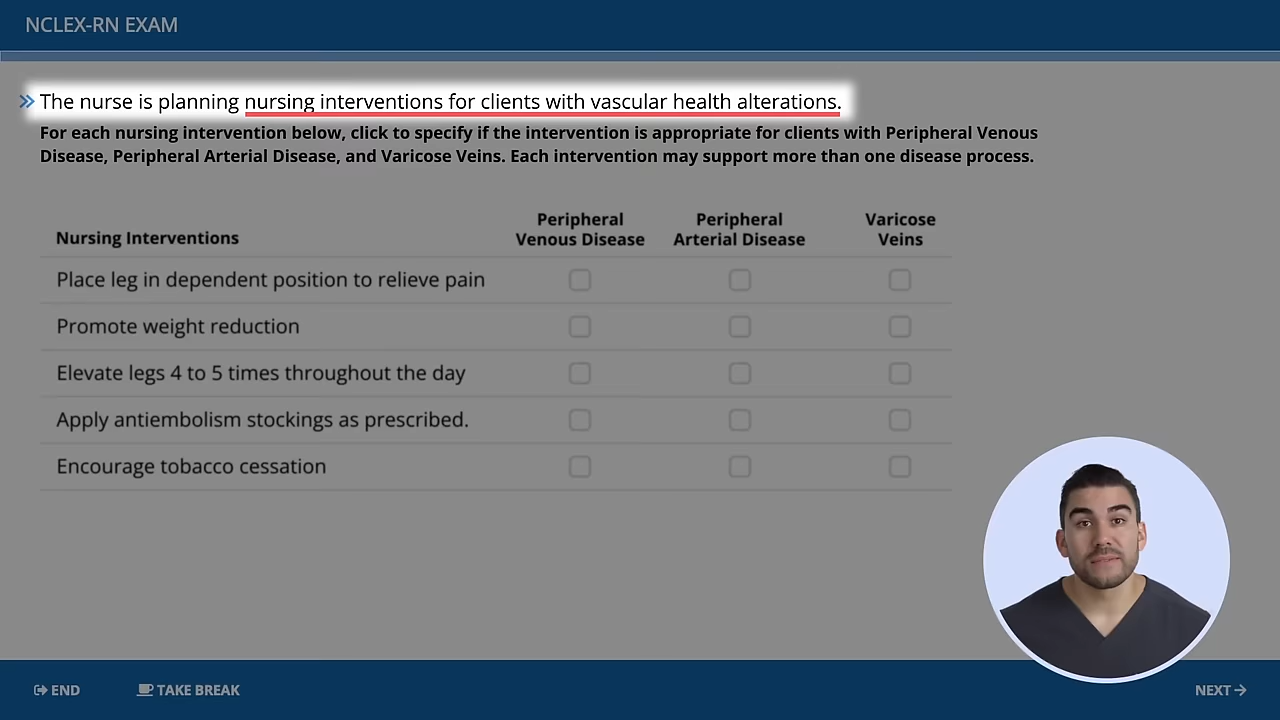 NCLEX-RN EXAM
The nurse is planning nursing interventions for clients with vascular health alterations.
For each nursing intervention below, click to specify if the intervention is appropriate for clients with Peripheral Venous
Disease, Peripheral Arterial Disease, and Varicose Veins. Each intervention may support more than one disease process.
Nursing Interventions
Peripheral
Venous Disease
Peripheral
Arterial Disease
Varicose
Veins
Place leg in dependent position to relieve pain
Promote weight reduction
Elevate legs 4 to 5 times throughout the day
Apply antiembolism stockings as prescribed.
Encourage tobacco cessation
END
TAKE BREAK
NEXT